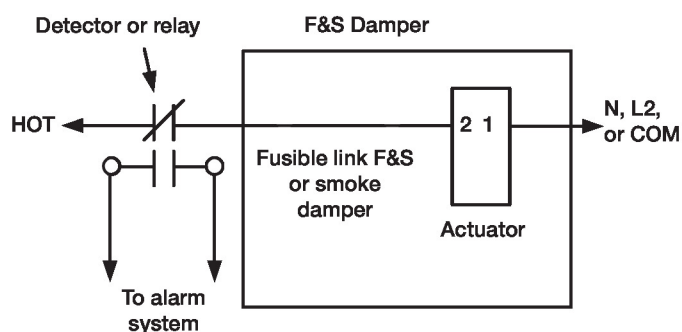 Detector or relay
F&S Damper
HOT
2 1
N, L2,
or COM
Fusible link F&S
or smoke
damper
Actuator
To alarm
system